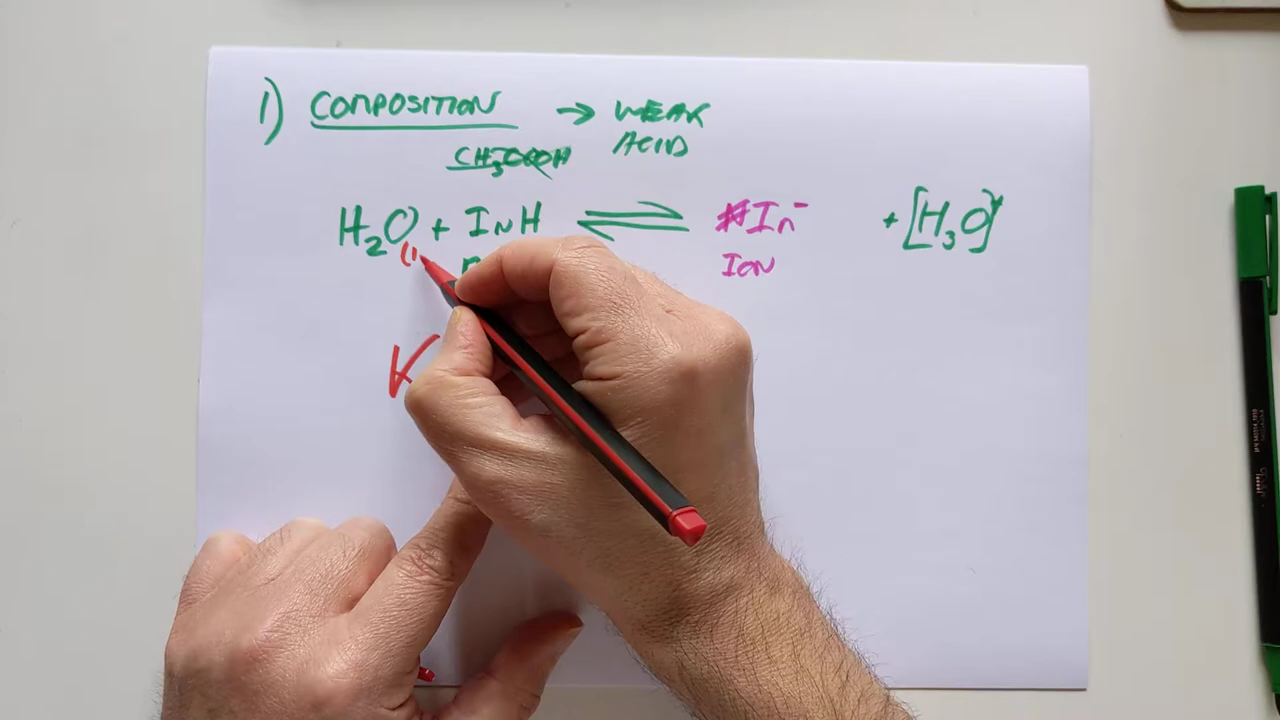 1) COMPOSITION → WEAK
ACID
CH₃COOH
H₂O + InH ⇌ In⁻ + [H₃O]⁺
(l
Ion
K